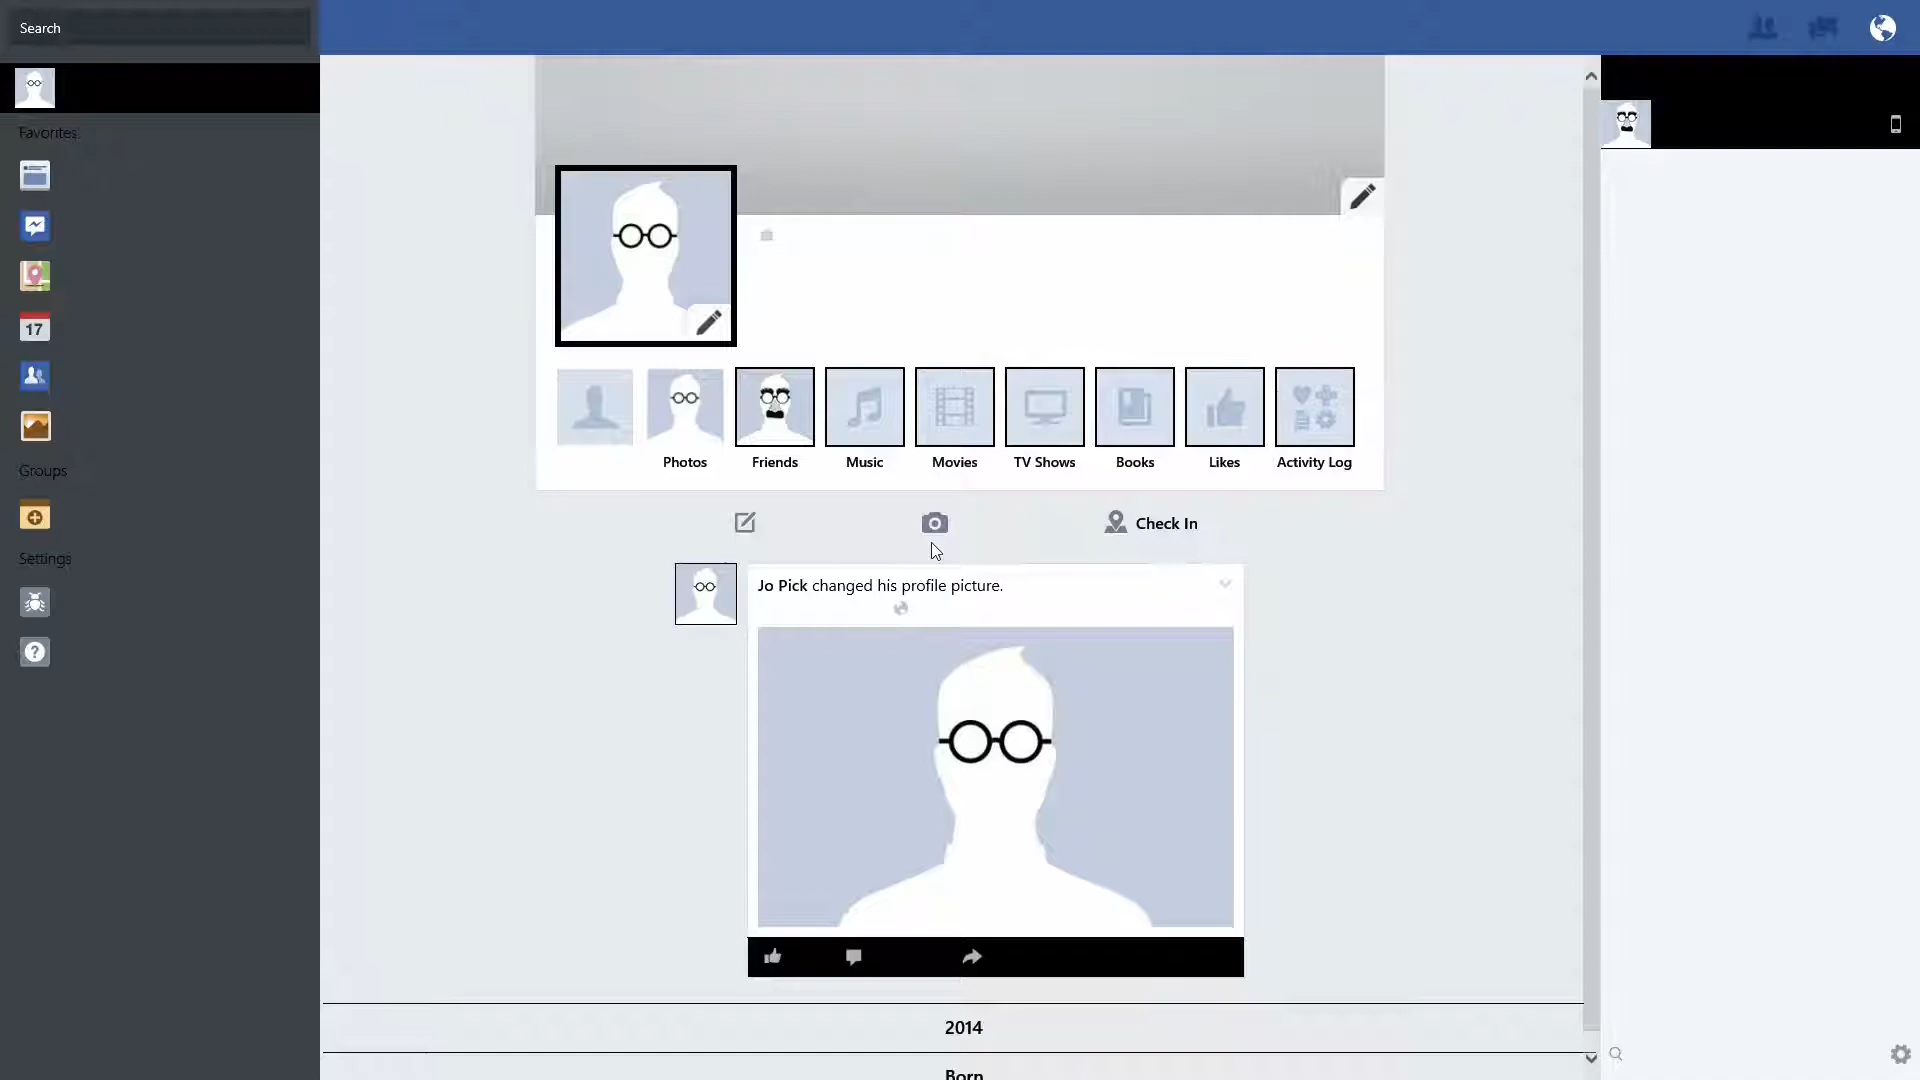 Search
Favorites
17
Groups
Settings
?
Photos
Friends
Music
Movies
TV Shows
Books
Likes
Activity Log
Check In
Jo Pick changed his profile picture.
2014
Born